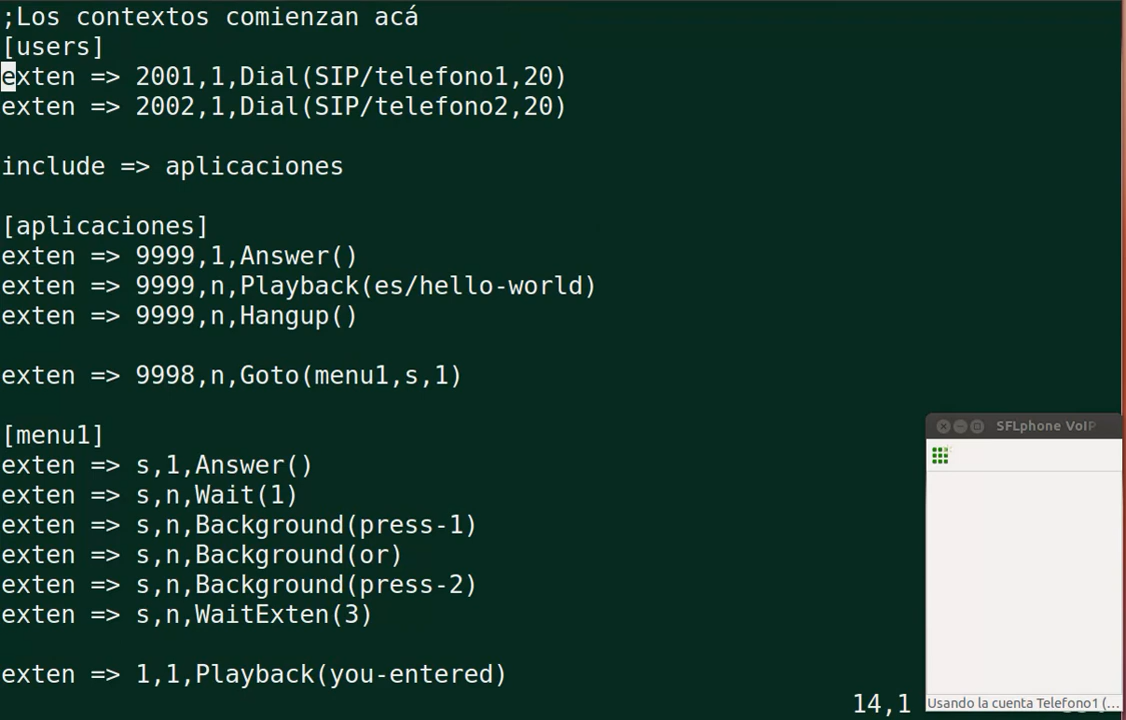 ;Los contextos comienzan acá
[users]
exten => 2001,1,Dial(SIP/telefono1,20)
exten => 2002,1,Dial(SIP/telefono2,20)
include => aplicaciones
[aplicaciones]
exten => 9999,1,Answer()
exten => 9999,n,Playback(es/hello-world)
exten => 9999,n,Hangup()
exten => 9998,n,Goto(menu1,s,1)
[menu1]
exten => s,1,Answer()
exten => s,n,Wait(1)
exten => s,n,Background(press-1)
exten => s,n,Background(or)
exten => s,n,Background(press-2)
exten => s,n,WaitExten(3)
exten => 1,1,Playback(you-entered)
14,1
SFLphone VoIP
Usando la cuenta Telefono1 (...